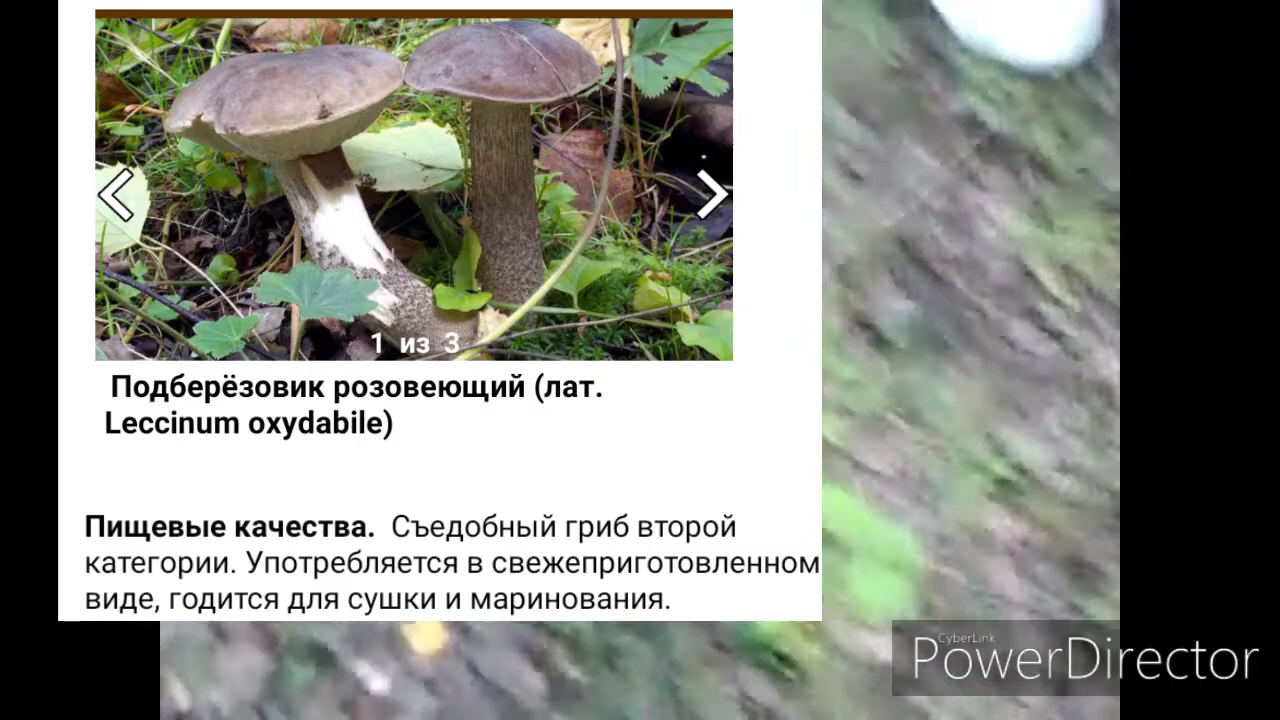 1 из 3
Подберёзовик розовеющий (лат.
Leccinum oxydabile)
Пищевые качества. Съедобный гриб второй
категории. Употребляется в свежеприготовленном
виде, годится для сушки и маринования.
CyberLink
PowerDirector